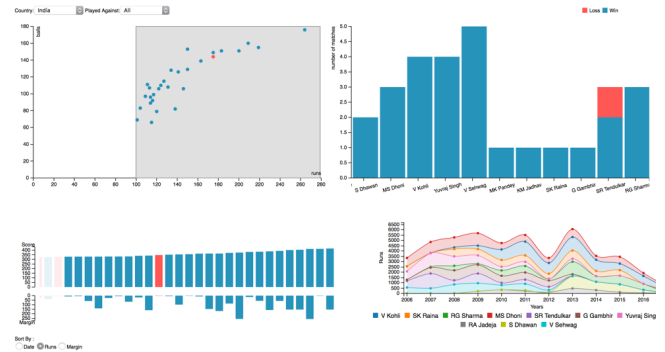 Country: India Played Against: All
Loss Win
balls
180
160
140
120
100
80
60
40
20
0
0 20 40 60 80 100 120 140 160 180 200 220 240 260 280
runs
number of matches
5.0
4.5
4.0
3.5
3.0
2.5
2.0
1.5
1.0
0.5
0.0
S Dhawan MS Dhoni V Kohli Yuvraj Singh V Sehwag MK Pandey KM Jadhav SK Raina G Gambhir SR Tendulkar RG Sharma
Score
400
350
300
250
200
150
100
50
0
0
50
Margin
Runs
6500
6000
5500
5000
4500
4000
3500
3000
2500
2000
1500
1000
500
0
2006 2007 2008 2009 2010 2011 2012 2013 2014 2015 2016
Years
V Kohli SK Raina RG Sharma MS Dhoni SR Tendulkar G Gambhir Yuvraj Sing
RA Jadeja S Dhawan V Sehwag
Sort By :
Date Runs Margin